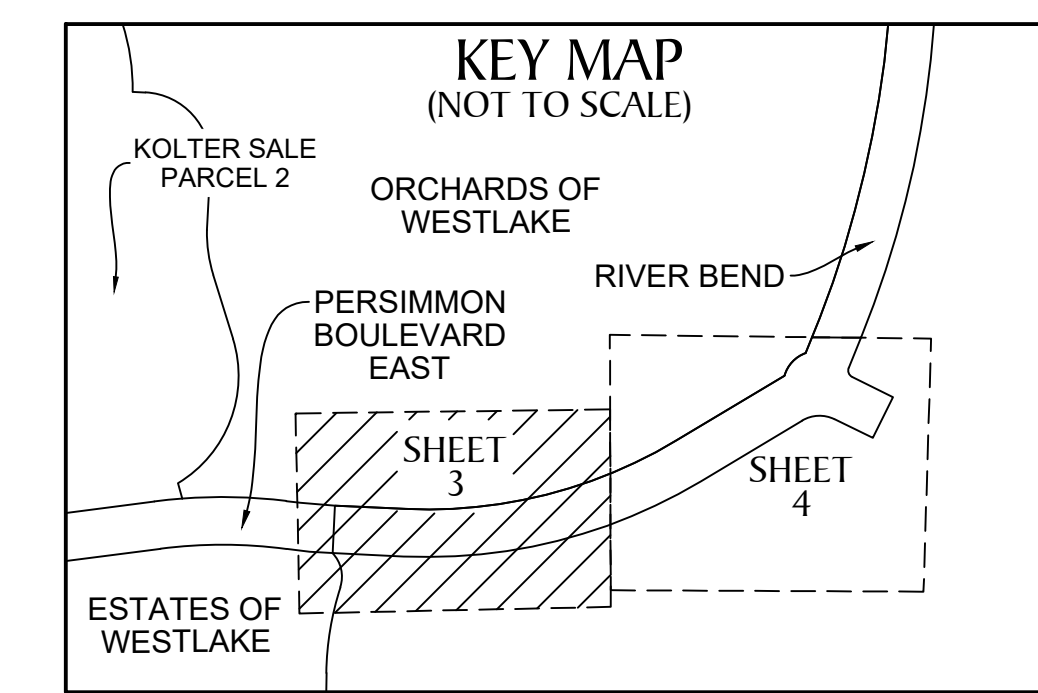 KEY MAP
(NOT TO SCALE)
KOLTER SALE
PARCEL 2
ORCHARDS OF
WESTLAKE
RIVER BEND
PERSIMMON
BOULEVARD
EAST
SHEET
3
SHEET
4
ESTATES OF
WESTLAKE